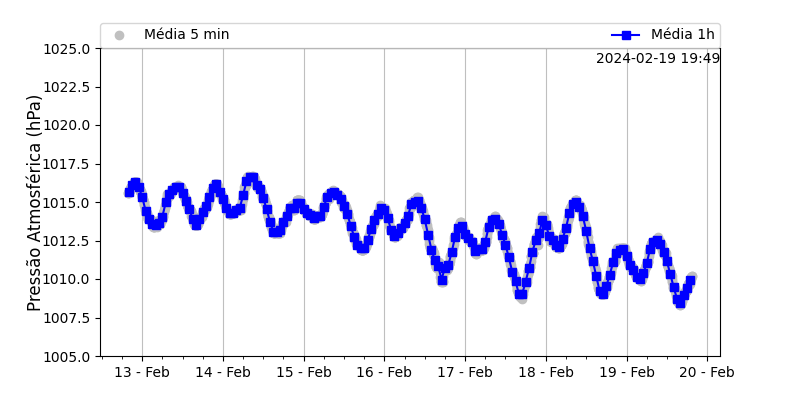 Média 5 min
Média 1h
2024-02-19 19:49
Pressão Atmosférica (hPa)
1025.0
1022.5
1020.0
1017.5
1015.0
1012.5
1010.0
1007.5
1005.0
13 - Feb
14 - Feb
15 - Feb
16 - Feb
17 - Feb
18 - Feb
19 - Feb
20 - Feb